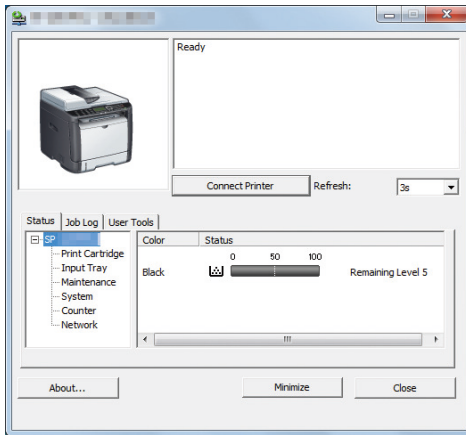 Ready
Connect Printer
Refresh:
3s
Status
Job Log
User Tools
SP
Print Cartridge
Input Tray
Maintenance
System
Counter
Network
Color
Status
0 50 100
Black
Remaining Level 5
About...
Minimize
Close